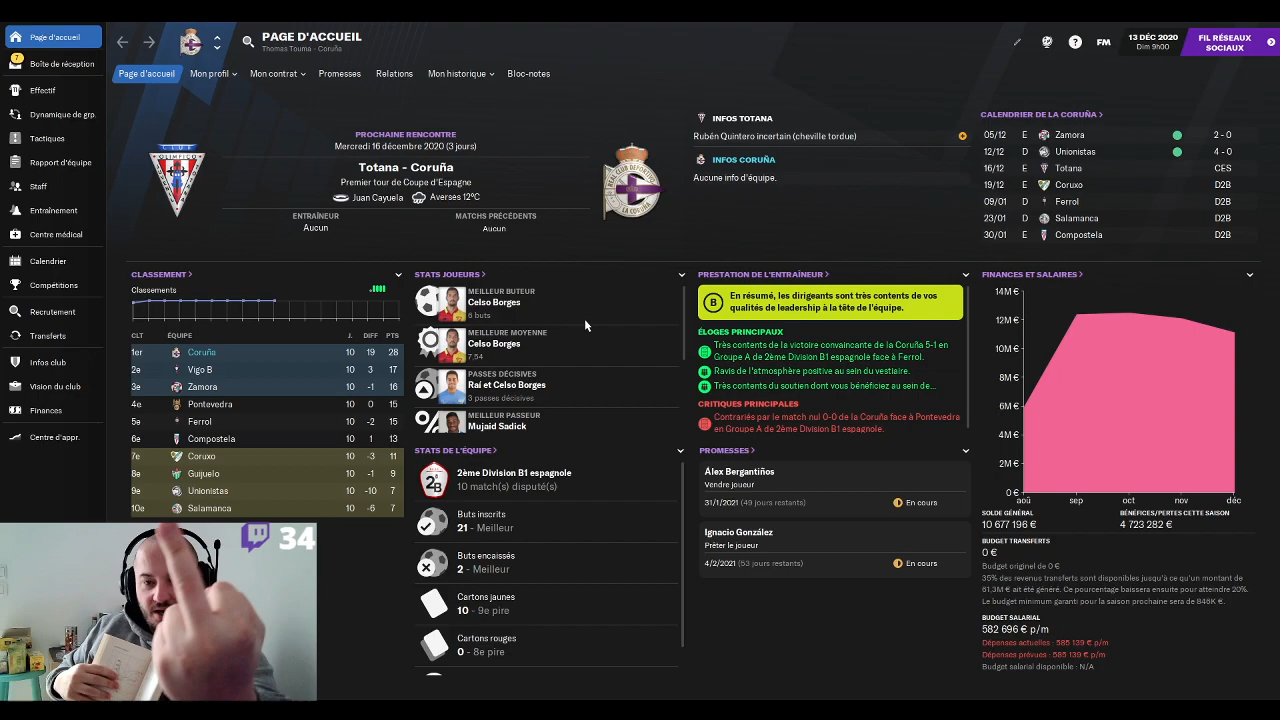 Page d'accueil
7
Boîte de réception
Effectif
Dynamique de grp.
Tactiques
Rapport d'équipe
Staff
Entraînement
Centre médical
Calendrier
Compétitions
Recrutement
Transferts
Infos club
Vision du club
Finances
Centre d'appr.
PAGE D'ACCUEIL
Thomas Touma - Coruña
FM
13 DÉC 2020
Dim 9h00
FIL RÉSEAUX
SOCIAUX
Page d'accueil
Mon profil
Mon contrat
Promesses
Relations
Mon historique
Bloc-notes
PROCHAINE RENCONTRE
Mercredi 16 décembre 2020 (3 jours)
Totana - Coruña
Premier tour de Coupe d'Espagne
Juan Cayuela
Averses 12°C
ENTRAÎNEUR
Aucun
MATCHS PRÉCÉDENTS
Aucun
CLUB
OLIMPICO
INFOS TOTANA
Rubén Quintero incertain (cheville tordue)
INFOS CORUÑA
Aucune info d'équipe.
CALENDRIER DE LA CORUÑA >
05/12 E Zamora 2 - 0
12/12 D Unionistas 4 - 0
16/12 E Totana CES
19/12 E Coruxo D2B
09/01 D Ferrol D2B
23/01 D Salamanca D2B
30/01 E Compostela D2B
CLASSEMENT >
Classements
CLT ÉQUIPE J. DIFF PTS
1er Coruña 10 19 28
2e Vigo B 10 3 17
3e Zamora 10 -1 16
4e Pontevedra 10 0 15
5e Ferrol 10 -2 15
6e Compostela 10 1 13
7e Coruxo 10 -3 11
8e Guijuelo 10 -1 9
9e Unionistas 10 -10 7
10e Salamanca 10 -6 7
STATS JOUEURS >
MEILLEUR BUTEUR
Celso Borges
6 buts
MEILLEURE MOYENNE
Celso Borges
7,54
PASSES DÉCISIVES
Raí et Celso Borges
3 passes décisives
MEILLEUR PASSEUR
Mujaid Sadick
STATS DE L'ÉQUIPE >
2ème Division B1 espagnole
10 match(s) disputé(s)
Buts inscrits
21 - Meilleur
Buts encaissés
2 - Meilleur
Cartons jaunes
10 - 9e pire
Cartons rouges
0 - 8e pire
PRESTATION DE L'ENTRAÎNEUR >
B
En résumé, les dirigeants sont très contents de vos
qualités de leadership à la tête de l'équipe.
ÉLOGES PRINCIPAUX
Très contents de la victoire convaincante de la Coruña 5-1 en
Groupe A de 2ème Division B1 espagnole face à Ferrol.
Ravis de l'atmosphère positive au sein du vestiaire.
Très contents du soutien dont vous bénéficiez au sein de...
CRITIQUES PRINCIPALES
Contrariés par le match nul 0-0 de la Coruña face à Pontevedra
en Groupe A de 2ème Division B1 espagnole.
PROMESSES >
Álex Bergantiños
Vendre joueur
31/1/2021 (49 jours restants) En cours
Ignacio González
Prêter le joueur
4/2/2021 (53 jours restants) En cours
FINANCES ET SALAIRES >
14M €
12M €
10M €
8M €
6M €
4M €
2M €
0 €
aoû sep oct nov déc
SOLDE GÉNÉRAL
10 677 196 €
BÉNÉFICES/PERTES CETTE SAISON
4 723 282 €
BUDGET TRANSFERTS
0 €
Budget originel de 0 €
35% des revenus transferts sont disponibles jusqu'à ce qu'un montant de
61,3M € ait été généré. Ce pourcentage baissera ensuite pour atteindre 20%.
Le budget minimum garanti pour la saison prochaine sera de 846K €.
BUDGET SALARIAL
582 696 € p/m
Dépenses actuelles : 585 139 € p/m
Dépenses prévues : 585 139 € p/m
Budget salarial disponible : N/A
34